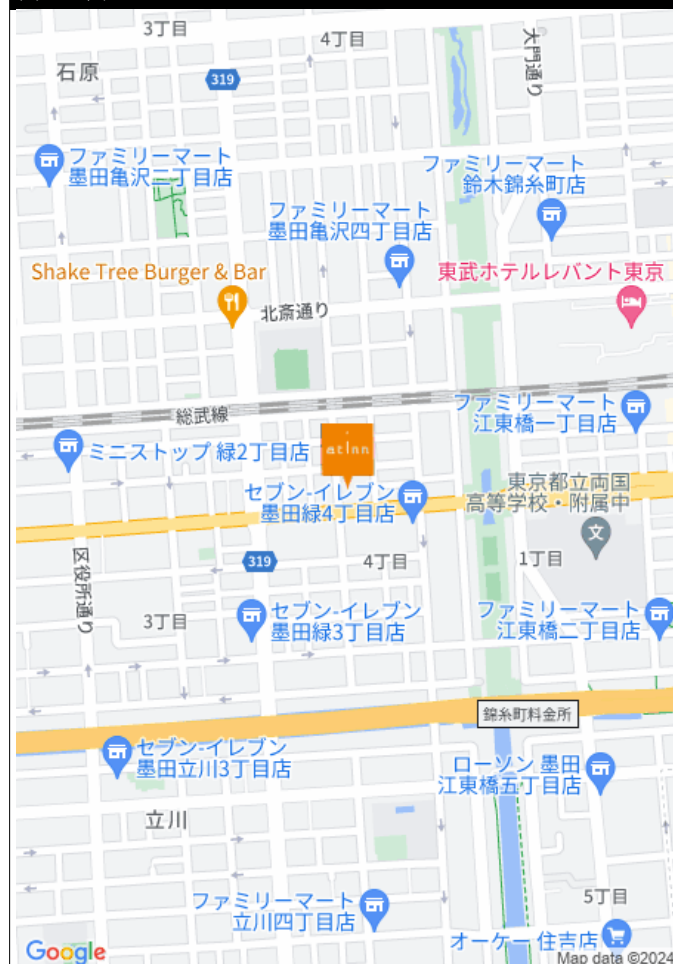 3丁目
4丁目
大門通り
石原
319
ファミリーマート
墨田亀沢二丁目店
ファミリーマート
鈴木錦糸町店
ファミリーマート
墨田亀沢四丁目店
Shake Tree Burger & Bar
東武ホテルレバント東京
北斎通り
総武線
ファミリーマート
江東橋一丁目店
ミニストップ 緑2丁目店
at inn
セブン-イレブン
墨田緑4丁目店
東京都立両国
高等学校・附属中
文
区役所通り
319
4丁目
1丁目
3丁目
セブン-イレブン
墨田緑3丁目店
ファミリーマート
江東橋二丁目店
錦糸町料金所
セブン-イレブン
墨田立川3丁目店
ローソン 墨田
江東橋五丁目店
立川
ファミリーマート
立川四丁目店
5丁目
オーケー 住吉店
Google
Map data ©2024